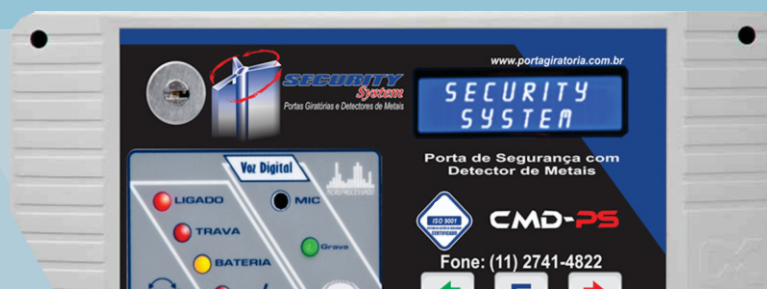 www.portagiratoria.com.br
SECURITY
System
Portas Giratórias e Detectores de Metais
SECURITY
SYSTEM
Porta de Segurança com
Detector de Metais
Voz Digital
LIGADO
MIC
TRAVA
Grava
BATERIA
ISO 9001
CERTIFICADO
CMD-PS
Fone: (11) 2741-4822